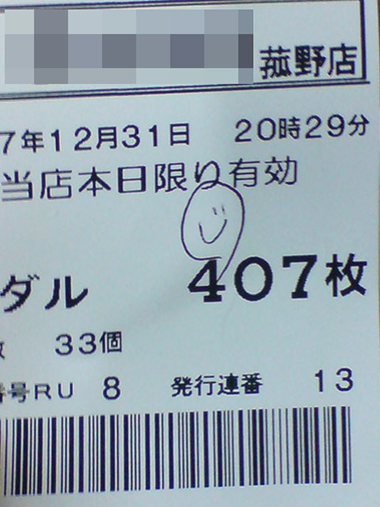 菰野店
7年12月31日 20時29分
当店本日限り有効
ダル 407枚
数 33個
番号RU 8 発行連番 13